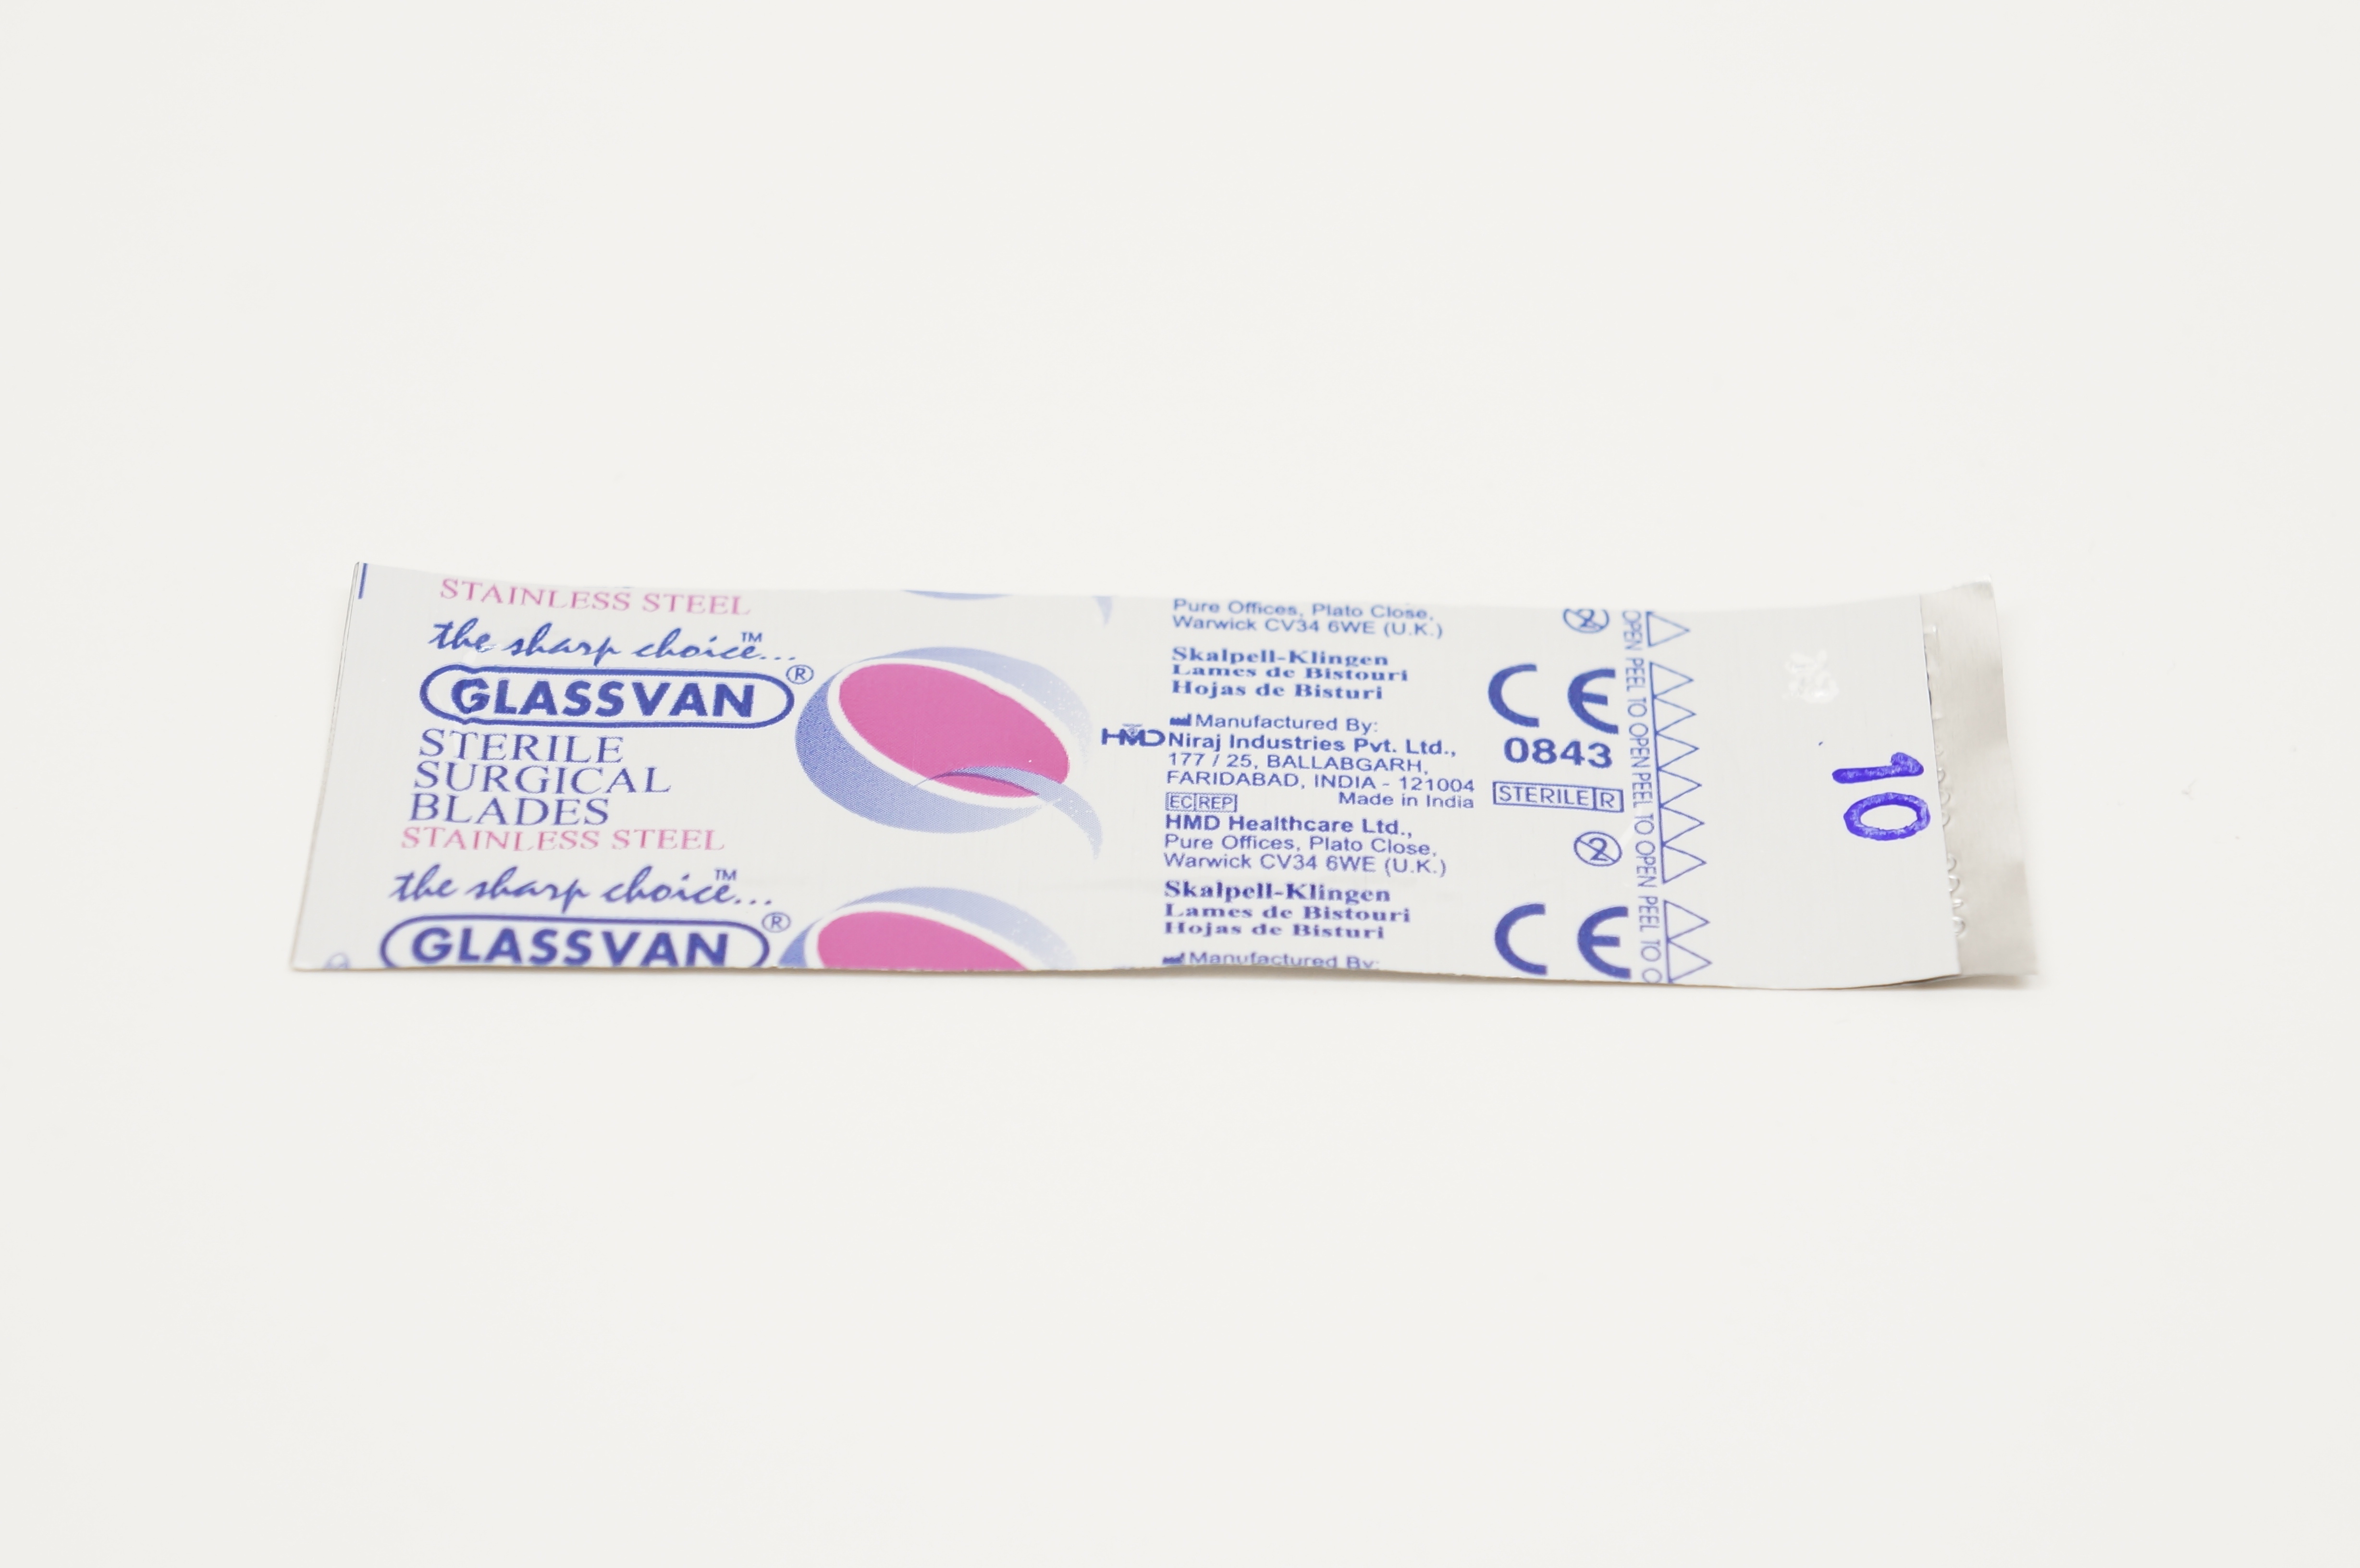 STAINLESS STEEL
the sharp choice...™
GLASSVAN®
STERILE
SURGICAL
BLADES
STAINLESS STEEL
the sharp choice...™
GLASSVAN®
Pure Offices, Plato Close,
Warwick CV34 6WE (U.K.)
Skalpell-Klingen
Lames de Bistouri
Hojas de Bisturi
Manufactured By:
HMD Niraj Industries Pvt. Ltd.,
177 / 25, BALLABGARH,
FARIDABAD, INDIA - 121004
EC REP Made in India
HMD Healthcare Ltd.,
Pure Offices, Plato Close,
Warwick CV34 6WE (U.K.)
Skalpell-Klingen
Lames de Bistouri
Hojas de Bisturi
Manufactured By:
2
CE
0843
STERILE R
2
CE
OPEN PEEL TO OPEN PEEL TO OPEN PEEL TO OPEN PEEL TO O
10